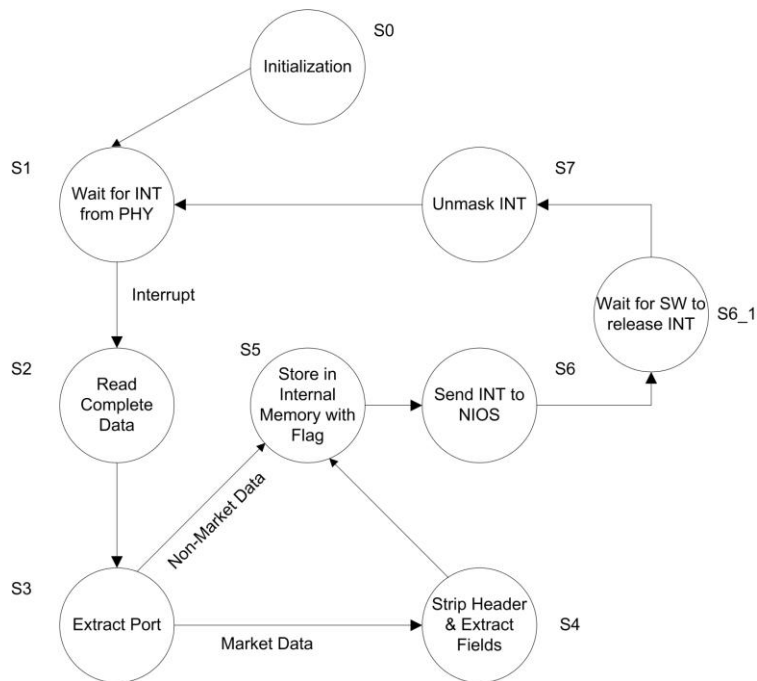 S0
Initialization
S1
Wait for INT
from PHY
S7
Unmask INT
Interrupt
Wait for SW to
release INT
S6_1
S2
Read
Complete
Data
S5
Store in
Internal
Memory with
Flag
S6
Send INT to
NIOS
Non-Market Data
S3
Extract Port
Market Data
Strip Header
& Extract
Fields
S4